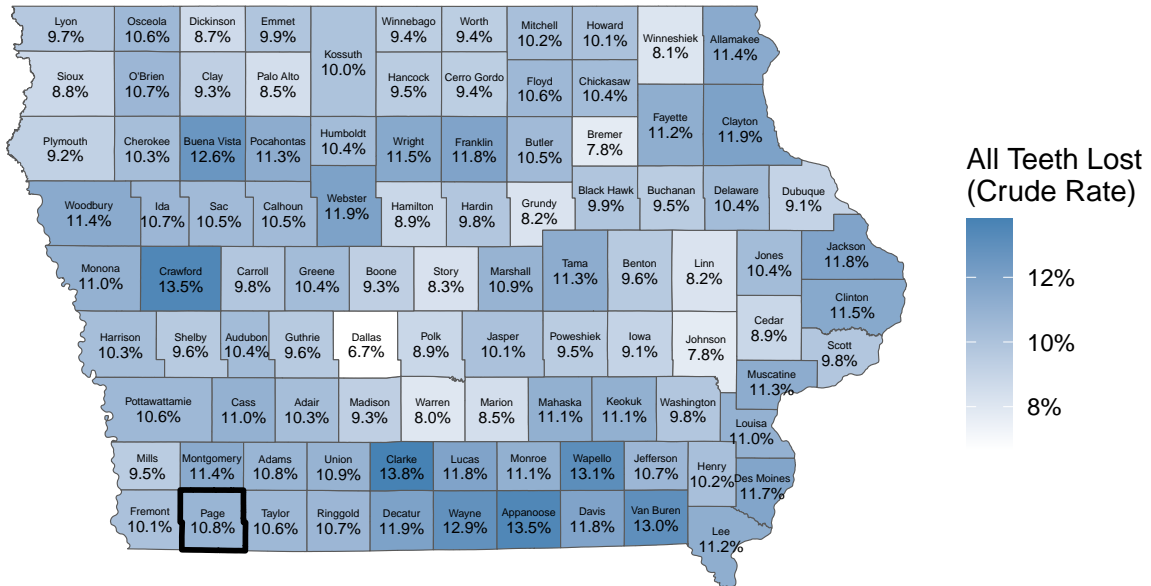 Lyon
9.7%
Osceola
10.6%
Dickinson
8.7%
Emmet
9.9%
Kossuth
10.0%
Winnebago
9.4%
Worth
9.4%
Mitchell
10.2%
Howard
10.1%
Winneshiek
8.1%
Allamakee
11.4%
Sioux
8.8%
O'Brien
10.7%
Clay
9.3%
Palo Alto
8.5%
Hancock
9.5%
Cerro Gordo
9.4%
Floyd
10.6%
Chickasaw
10.4%
Fayette
11.2%
Clayton
11.9%
Plymouth
9.2%
Cherokee
10.3%
Buena Vista
12.6%
Pocahontas
11.3%
Humboldt
10.4%
Wright
11.5%
Franklin
11.8%
Butler
10.5%
Bremer
7.8%
Woodbury
11.4%
Ida
10.7%
Sac
10.5%
Calhoun
10.5%
Webster
11.9%
Hamilton
8.9%
Hardin
9.8%
Grundy
8.2%
Black Hawk
9.9%
Buchanan
9.5%
Delaware
10.4%
Dubuque
9.1%
Monona
11.0%
Crawford
13.5%
Carroll
9.8%
Greene
10.4%
Boone
9.3%
Story
8.3%
Marshall
10.9%
Tama
11.3%
Benton
9.6%
Linn
8.2%
Jones
10.4%
Jackson
11.8%
Clinton
11.5%
Harrison
10.3%
Shelby
9.6%
Audubon
10.4%
Guthrie
9.6%
Dallas
6.7%
Polk
8.9%
Jasper
10.1%
Poweshiek
9.5%
Iowa
9.1%
Johnson
7.8%
Cedar
8.9%
Scott
9.8%
Muscatine
11.3%
Pottawattamie
10.6%
Cass
11.0%
Adair
10.3%
Madison
9.3%
Warren
8.0%
Marion
8.5%
Mahaska
11.1%
Keokuk
11.1%
Washington
9.8%
Louisa
11.0%
Mills
9.5%
Montgomery
11.4%
Adams
10.8%
Union
10.9%
Clarke
13.8%
Lucas
11.8%
Monroe
11.1%
Wapello
13.1%
Jefferson
10.7%
Henry
10.2%
Des Moines
11.7%
Fremont
10.1%
Page
10.8%
Taylor
10.6%
Ringgold
10.7%
Decatur
11.9%
Wayne
12.9%
Appanoose
13.5%
Davis
11.8%
Van Buren
13.0%
Lee
11.2%
All Teeth Lost
(Crude Rate)
12%
10%
8%